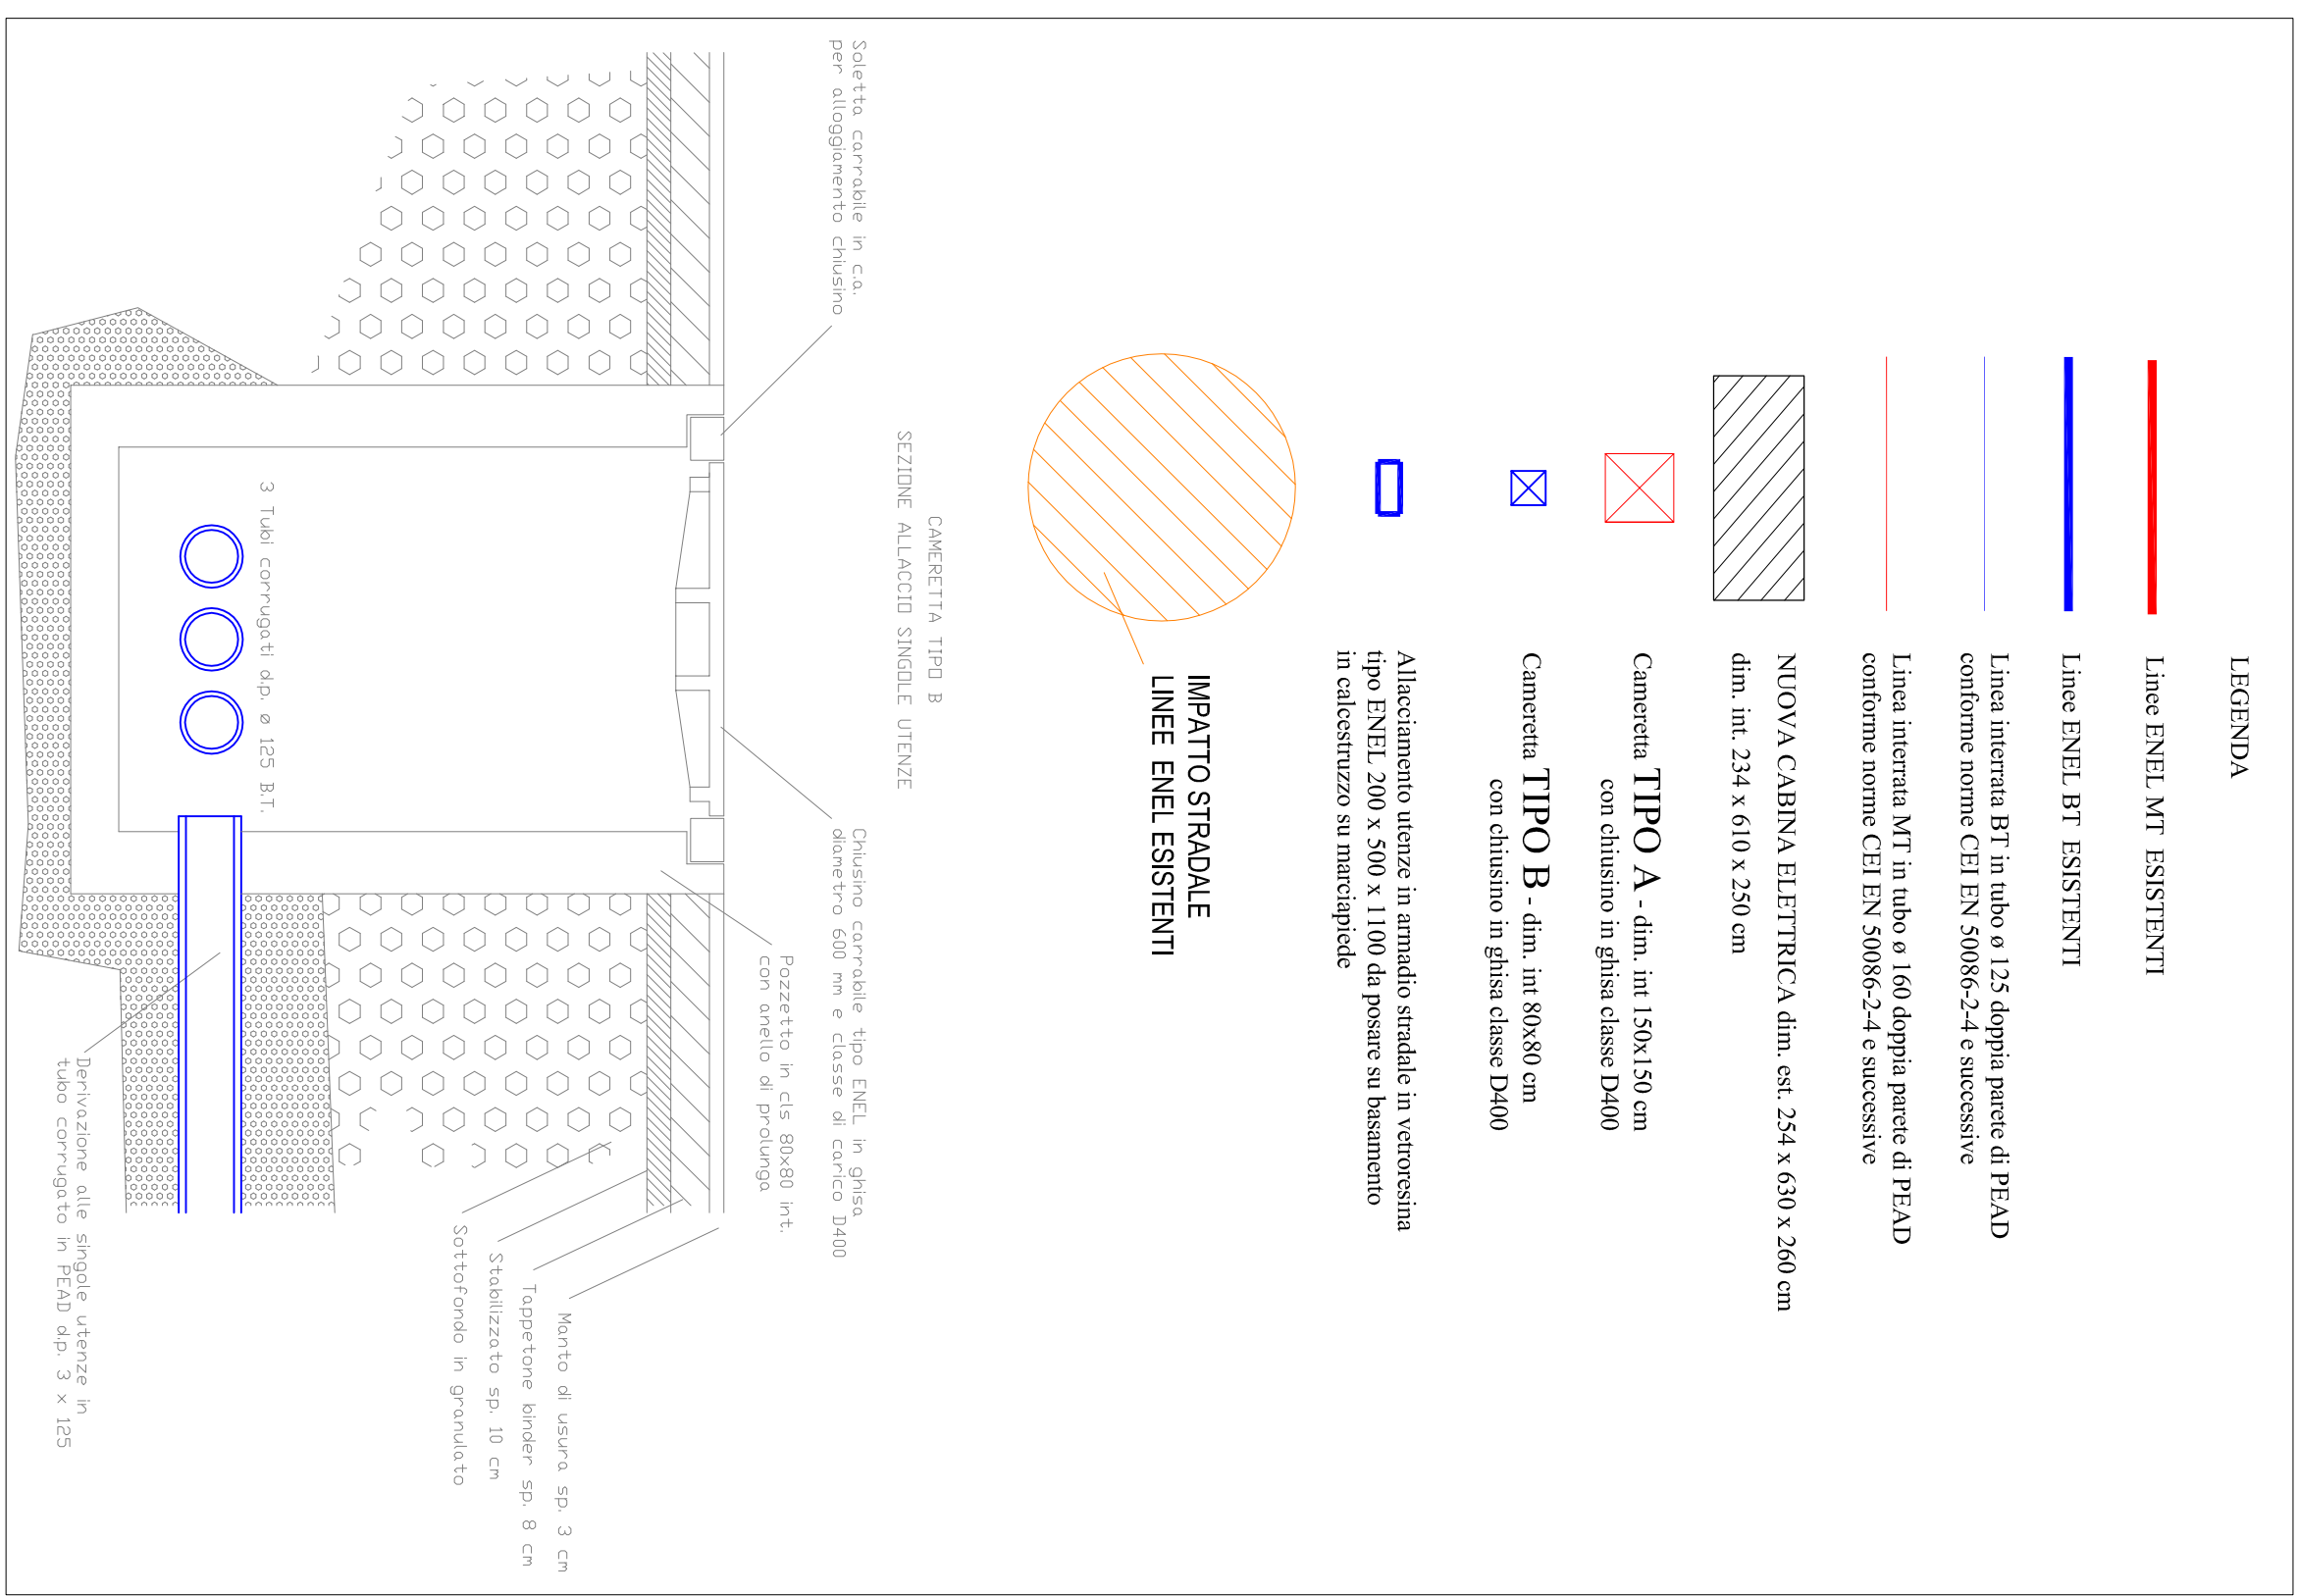 LEGENDA
Linee ENEL MT ESISTENTI
Linee ENEL BT ESISTENTI
Linea interrata BT in tubo ø 125 doppia parete di PEAD
conforme norme CEI EN 50086-2-4 e successive
Linea interrata MT in tubo ø 160 doppia parete di PEAD
conforme norme CEI EN 50086-2-4 e successive
NUOVA CABINA ELETTRICA dim. est. 254 x 630 x 260 cm
dim. int. 234 x 610 x 250 cm
Cameretta TIPO A - dim. int 150x150 cm
con chiusino in ghisa classe D400
Cameretta TIPO B - dim. int 80x80 cm
con chiusino in ghisa classe D400
Allacciamento utenze in armadio stradale in vetroresina
tipo ENEL 200 x 500 x 1100 da posare su basamento
in calcestruzzo su marciapiede
IMPATTO STRADALE
LINEE ENEL ESISTENTI
CAMERETTA TIPO B
SEZIONE ALLACCIO SINGOLE UTENZE
Soletta carrabile in c.a.
per alloggiamento chiusino
Chiusino carrabile tipo ENEL in ghisa
diametro 600 mm e classe di carico D400
Pozzetto in cls 80x80 int.
con anello di prolunga
Manto di usura sp. 3 cm
Tappetone binder sp. 8 cm
Stabilizzato sp. 10 cm
Sottofondo in granulato
3 Tubi corrugati d.p. ø 125 B.T.
Derivazione alle singole utenze in
tubo corrugato in PEAD d.p. 3 x 125